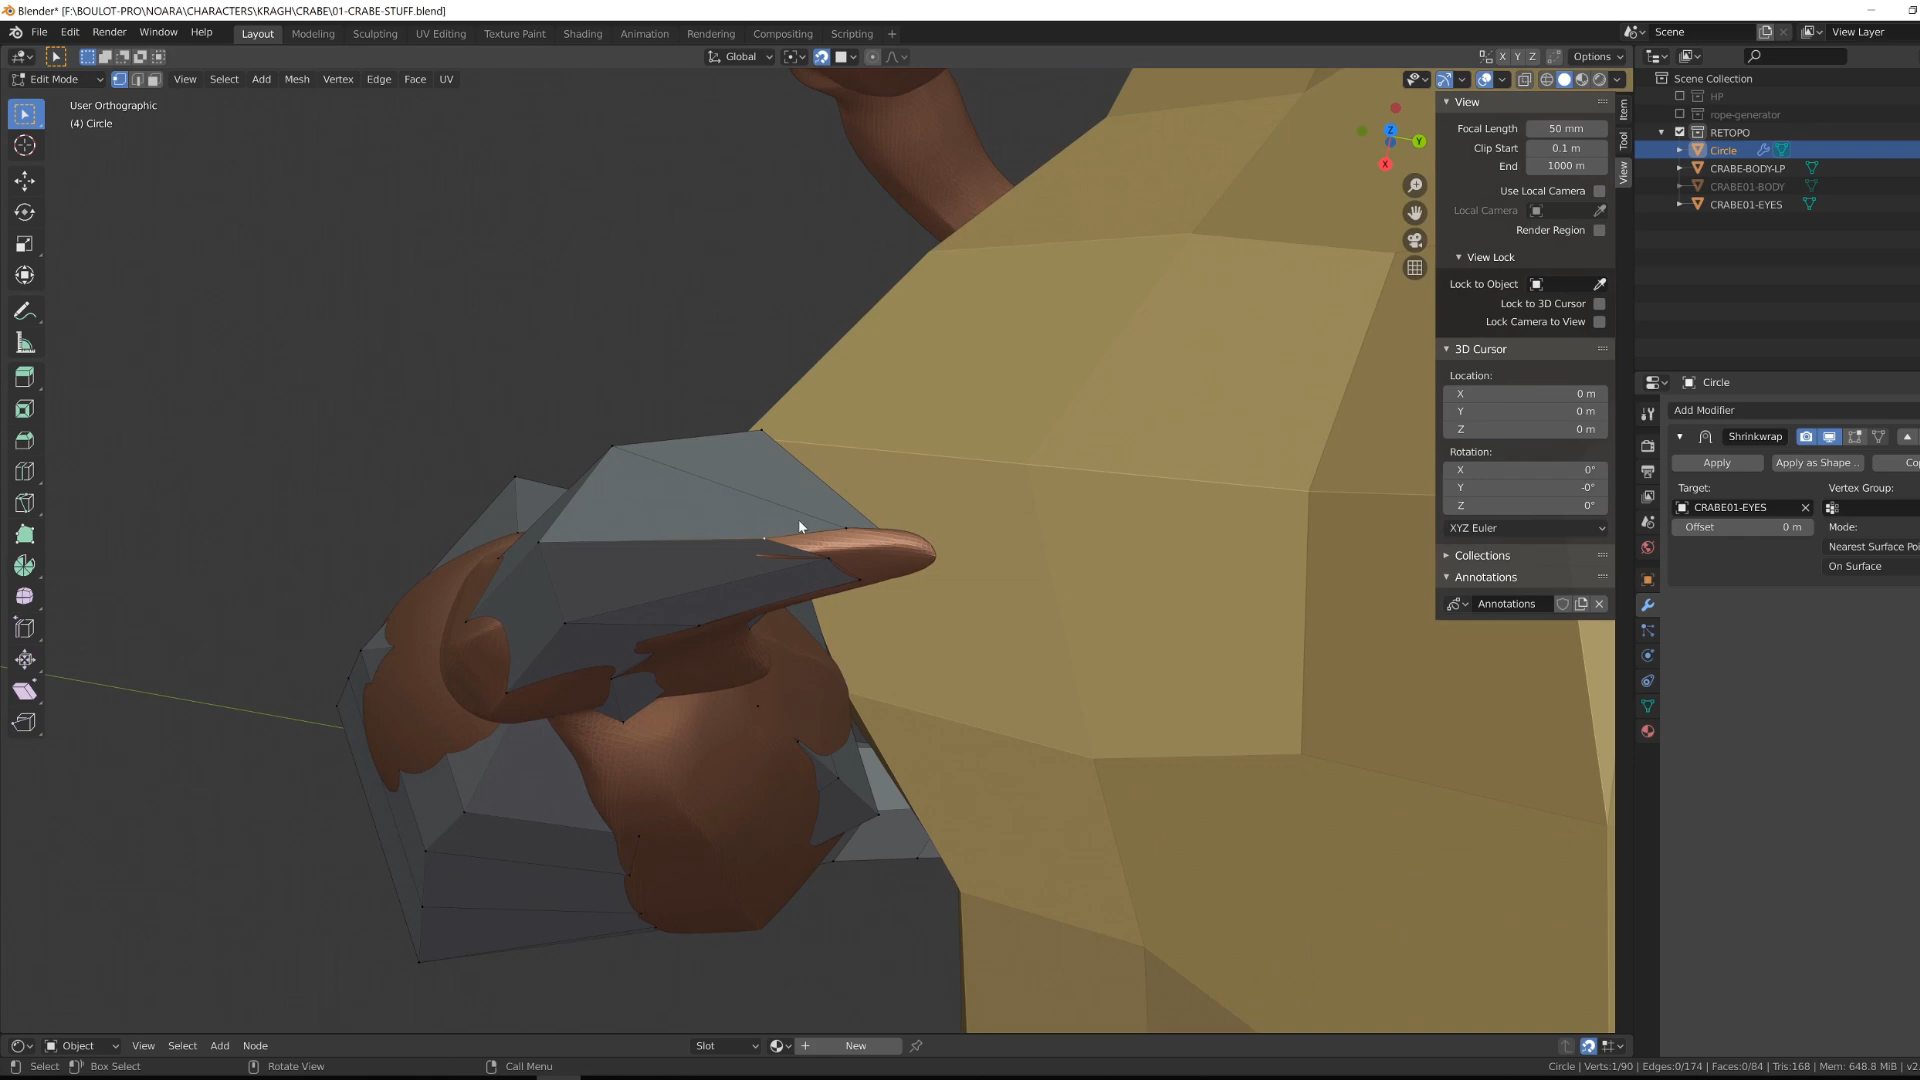 Blender* [F:\BOULOT-PRO\NOARA\CHARACTERS\KRAGH\CRABE\01-CRABE-STUFF.blend]
File Edit Render Window Help Layout Modeling Sculpting UV Editing Texture Paint Shading Animation Rendering Compositing Scripting + Scene View Layer
Global X Y Z Options
Edit Mode View Select Add Mesh Vertex Edge Face UV
User Orthographic
(4) Circle
Z
Y
X
View
Focal Length 50 mm
Clip Start 0.1 m
End 1000 m
Use Local Camera
Local Camera
Render Region
View Lock
Lock to Object
Lock to 3D Cursor
Lock Camera to View
3D Cursor
Location:
X 0 m
Y 0 m
Z 0 m
Rotation:
X 0°
Y -0°
Z 0°
XYZ Euler
Collections
Annotations
Annotations
Item
Tool
View
Scene Collection
HP
rope-generator
RETOPO
Circle
CRABE-BODY-LP
CRABE01-BODY
CRABE01-EYES
Circle
Add Modifier
Shrinkwrap
Apply Apply as Shape .. Cop
Target: Vertex Group:
CRABE01-EYES
Offset 0 m Mode:
Nearest Surface Poi
On Surface
Object View Select Add Node Slot New
Select Box Select Rotate View Call Menu Circle | Verts:1/90 | Edges:0/174 | Faces:0/84 | Tris:168 | Mem: 648.8 MiB | v2.